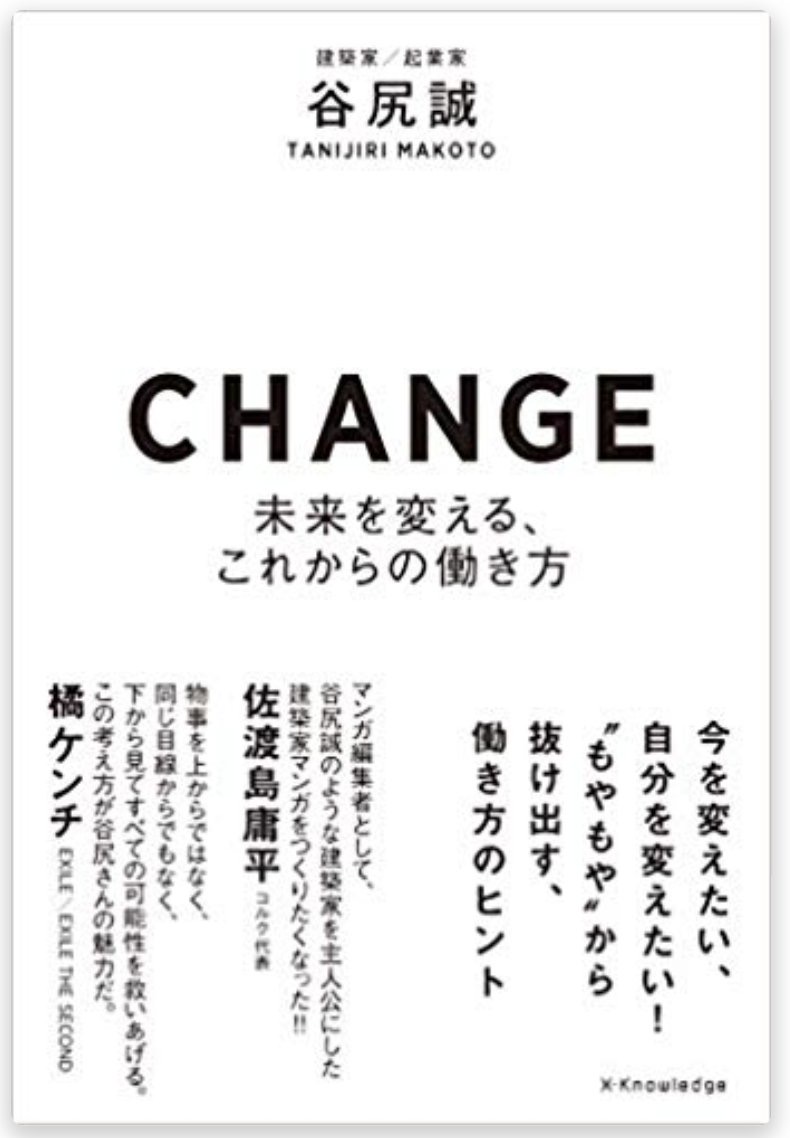 建築家／起業家
谷尻誠
TANIJIRI MAKOTO
CHANGE
未来を変える、
これからの働き方
今を変えたい、
自分を変えたい！
〝もやもや〟から
抜け出す、
働き方のヒント
マンガ編集者として、
谷尻誠のような建築家を主人公にした
建築家マンガをつくりたくなった!!
佐渡島庸平 コルク代表
物事を上からではなく、
同じ目線からでもなく、
下から見てすべての可能性を救いあげる。
この考え方が谷尻さんの魅力だ。
橘ケンチ EXILE／EXILE THE SECOND
X-Knowledge